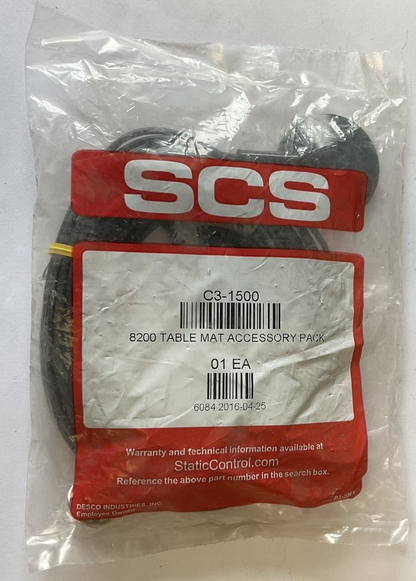 SCS
C3-1500
8200 TABLE MAT ACCESSORY PACK
01 EA
6084 2016-04-25
Warranty and technical information available at
StaticControl.com
Reference the above part number in the search box.
DESCO INDUSTRIES, INC.
Employee Owned